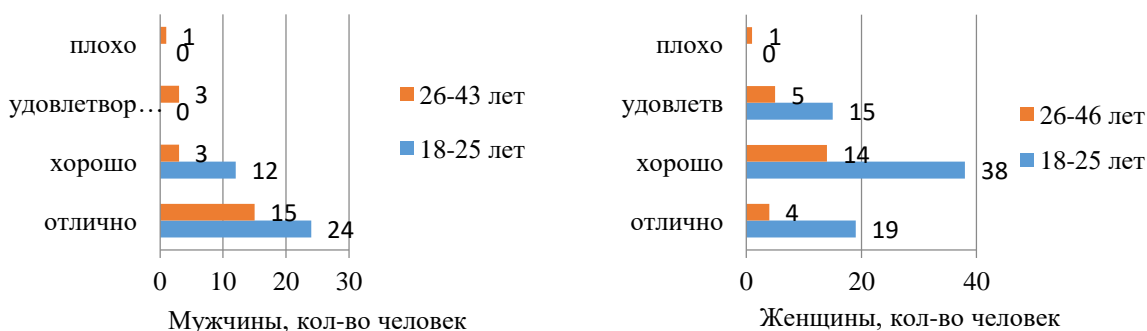 плохо
1
0
удовлетвор…
3
0
хорошо
3
12
отлично
15
24
0 10 20 30
Мужчины, кол-во человек
26-43 лет
18-25 лет
плохо
1
0
удовлетв
5
15
хорошо
14
38
отлично
4
19
0 20 40
Женщины, кол-во человек
26-46 лет
18-25 лет